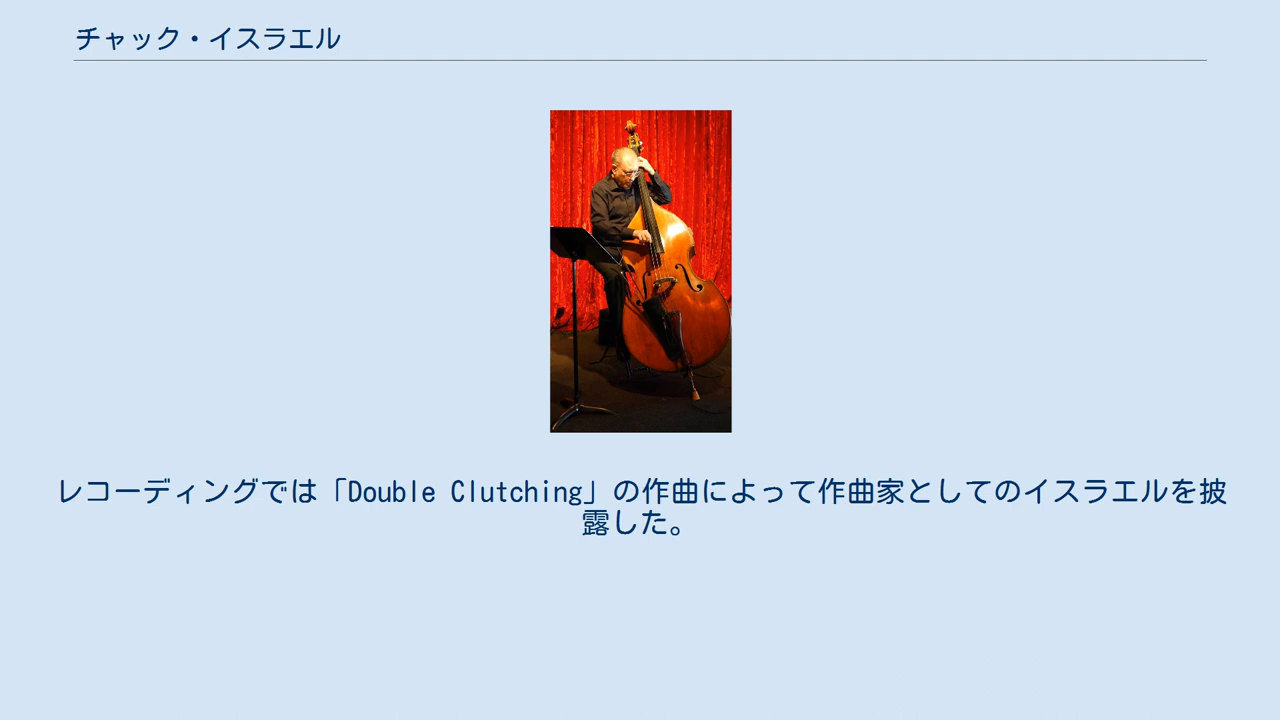 チャック・イスラエル
レコーディングでは「Double Clutching」の作曲によって作曲家としてのイスラエルを披
露した。